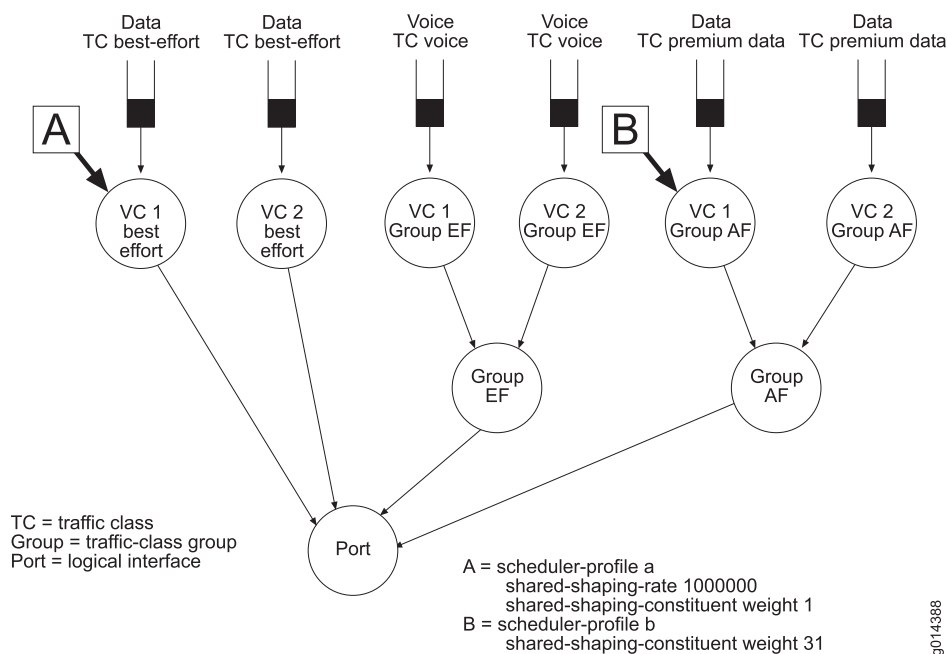 Data
TC best-effort
Data
TC best-effort
Voice
TC voice
Voice
TC voice
Data
TC premium data
Data
TC premium data
A
B
VC 1
best
effort
VC 2
best
effort
VC 1
Group EF
VC 2
Group EF
VC 1
Group AF
VC 2
Group AF
Group
EF
Group
AF
Port
TC = traffic class
Group = traffic-class group
Port = logical interface
A = scheduler-profile a
shared-shaping-rate 1000000
shared-shaping-constituent weight 1
B = scheduler-profile b
shared-shaping-constituent weight 31
g014388